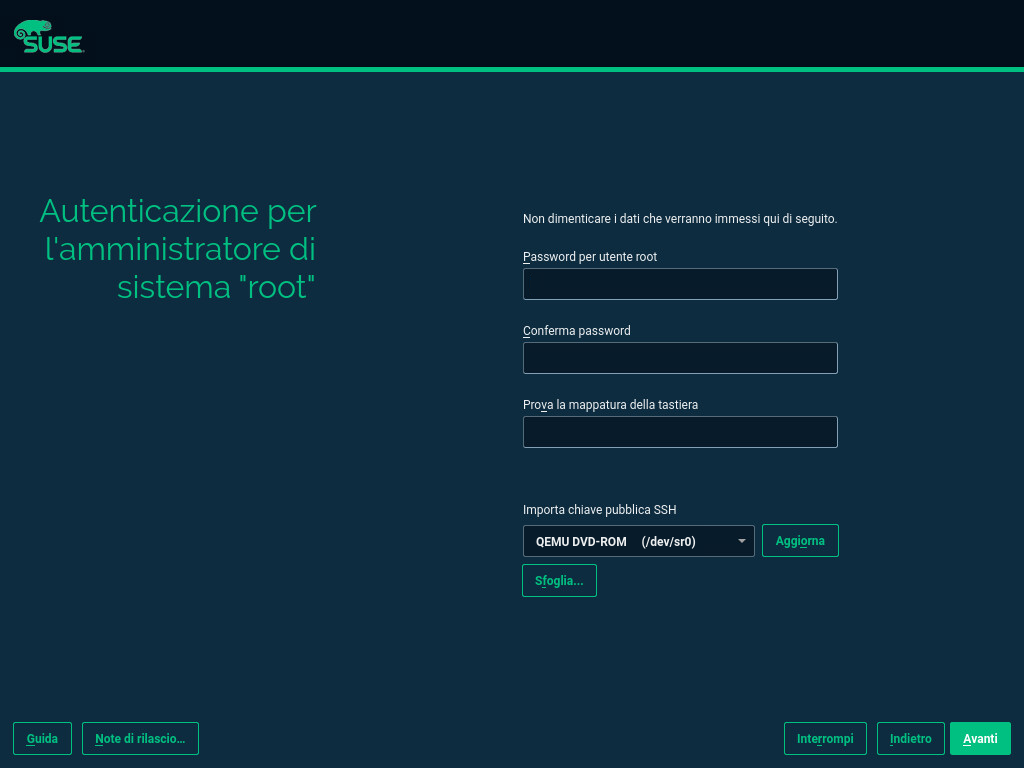 SUSE
Autenticazione per
l'amministratore di
sistema "root"
Non dimenticare i dati che verranno immessi qui di seguito.
Password per utente root
Conferma password
Prova la mappatura della tastiera
Importa chiave pubblica SSH
QEMU DVD-ROM (/dev/sr0)
Aggiorna
Sfoglia...
Guida
Note di rilascio...
Interrompi
Indietro
Avanti